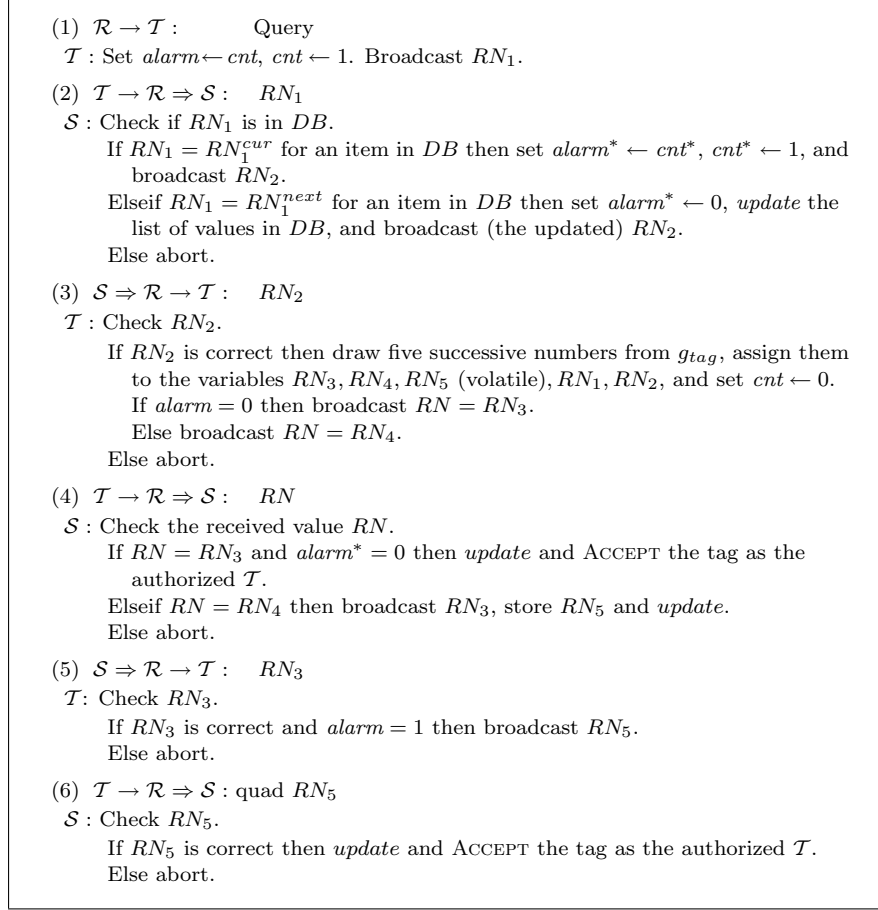 (1) R → T : Query
T : Set alarm ← cnt, cnt ← 1. Broadcast RN₁.
(2) T → R ⇒ S : RN₁
S : Check if RN₁ is in DB.
If RN₁ = RN₁^cur for an item in DB then set alarm* ← cnt*, cnt* ← 1, and
broadcast RN₂.
Elseif RN₁ = RN₁^next for an item in DB then set alarm* ← 0, update the
list of values in DB, and broadcast (the updated) RN₂.
Else abort.
(3) S ⇒ R → T : RN₂
T : Check RN₂.
If RN₂ is correct then draw five successive numbers from g_tag, assign them
to the variables RN₃, RN₄, RN₅ (volatile), RN₁, RN₂, and set cnt ← 0.
If alarm = 0 then broadcast RN = RN₃.
Else broadcast RN = RN₄.
Else abort.
(4) T → R ⇒ S : RN
S : Check the received value RN.
If RN = RN₃ and alarm* = 0 then update and ACCEPT the tag as the
authorized T.
Elseif RN = RN₄ then broadcast RN₃, store RN₅ and update.
Else abort.
(5) S ⇒ R → T : RN₃
T : Check RN₃.
If RN₃ is correct and alarm = 1 then broadcast RN₅.
Else abort.
(6) T → R ⇒ S : quad RN₅
S : Check RN₅.
If RN₅ is correct then update and ACCEPT the tag as the authorized T.
Else abort.